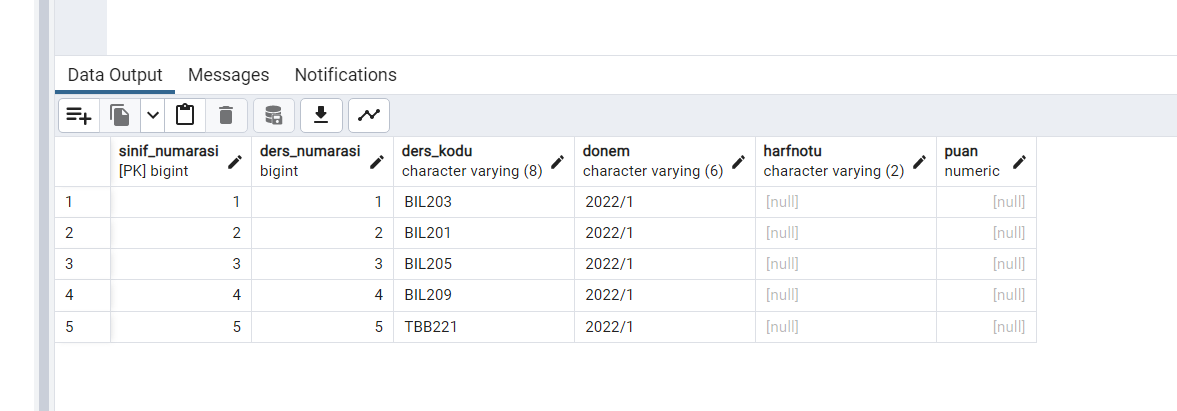 Data Output Messages Notifications
sinif_numarasi ders_numarasi ders_kodu donem harfnotu puan
[PK] bigint bigint character varying (8) character varying (6) character varying (2) numeric
1 1 1 BIL203 2022/1 [null] [null]
2 2 2 BIL201 2022/1 [null] [null]
3 3 3 BIL205 2022/1 [null] [null]
4 4 4 BIL209 2022/1 [null] [null]
5 5 5 TBB221 2022/1 [null] [null]